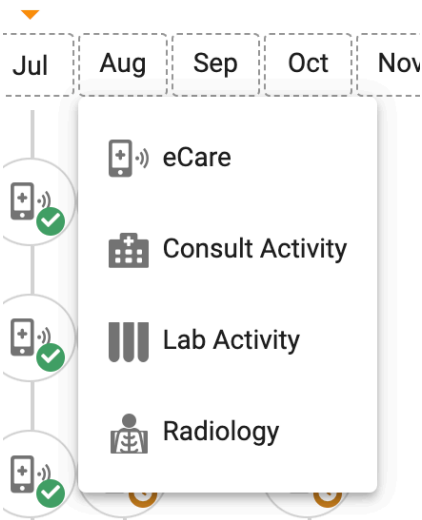 Jul Aug Sep Oct Nov
eCare
Consult Activity
Lab Activity
Radiology